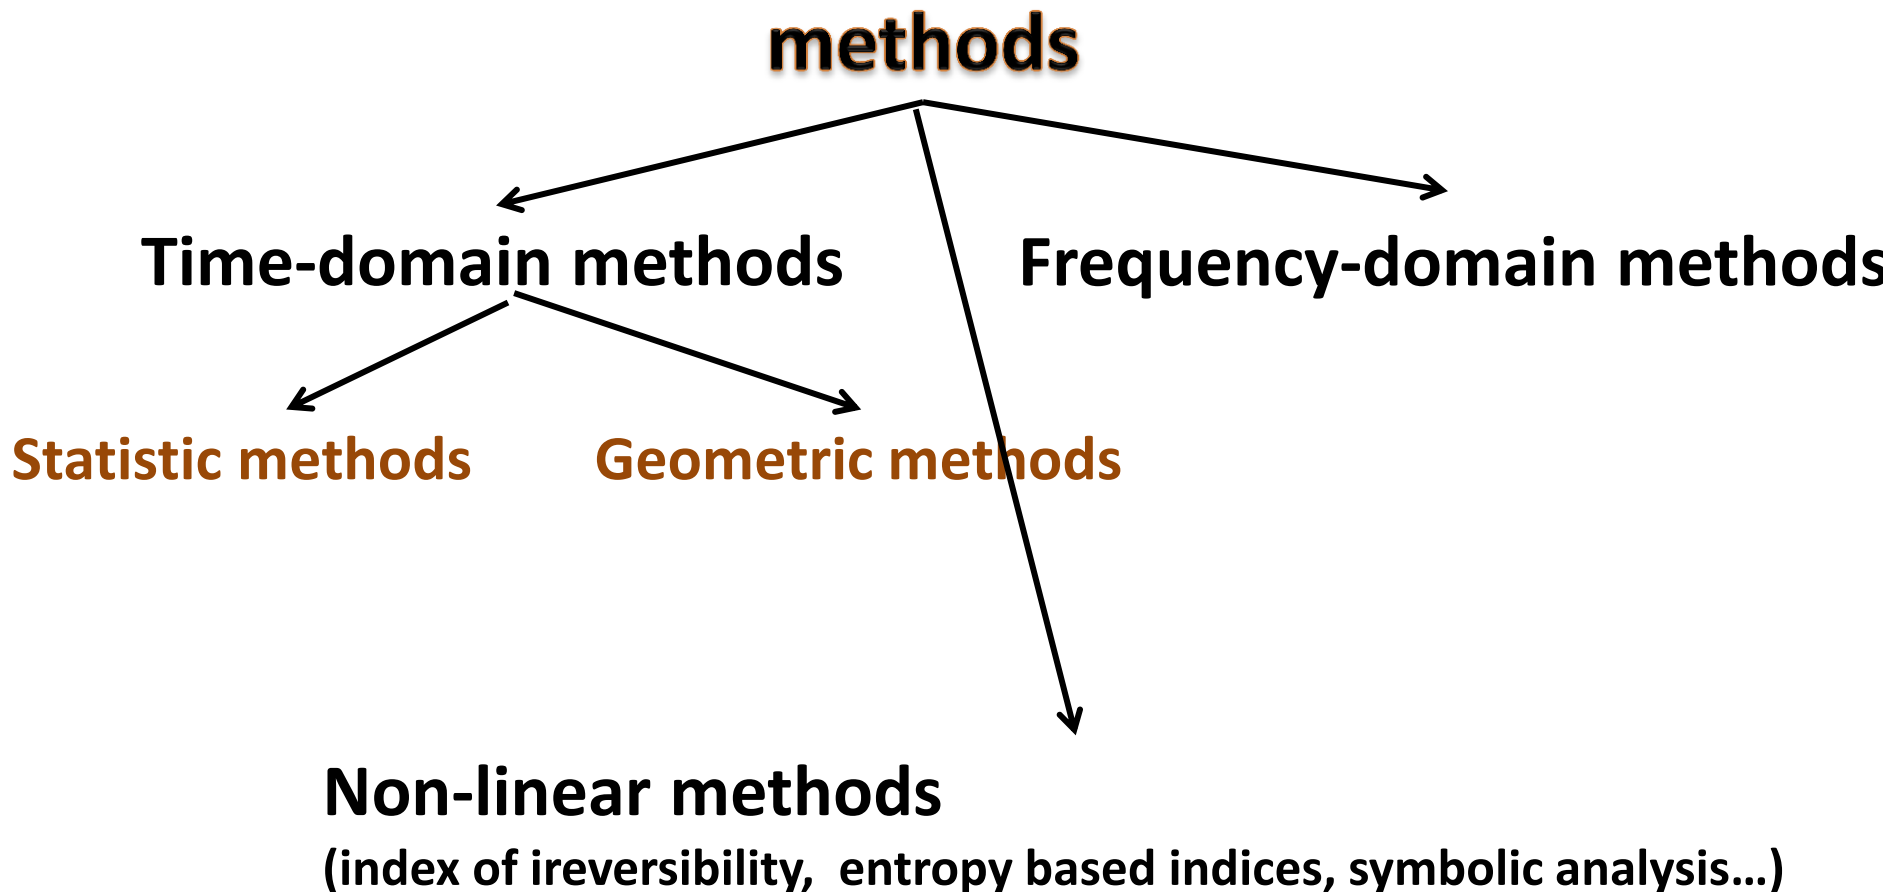 methods
Time-domain methods
Frequency-domain methods
Statistic methods
Geometric methods
Non-linear methods
(index of ireversibility, entropy based indices, symbolic analysis...)